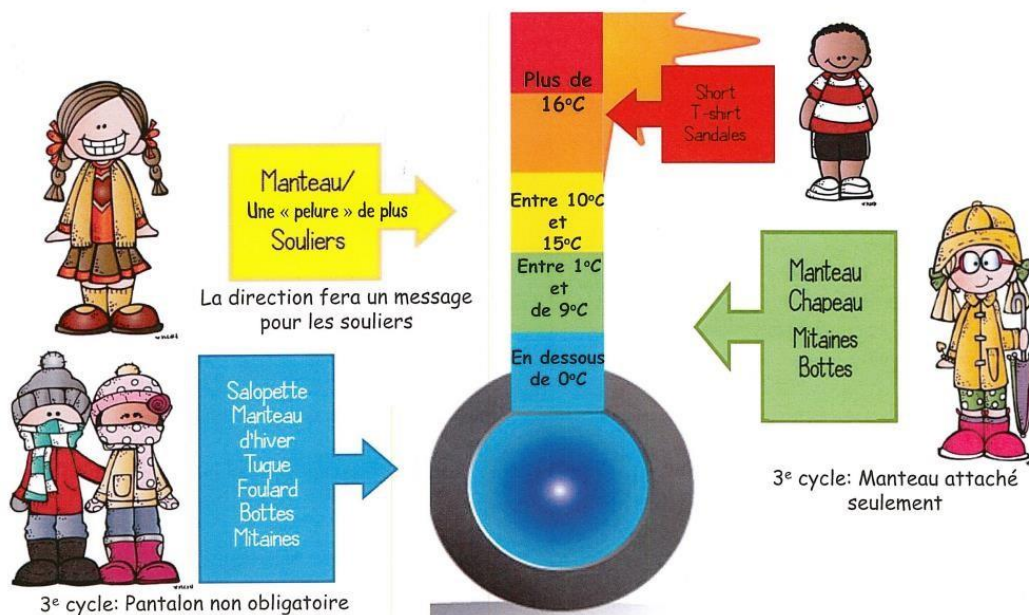 Plus de
16°C
Short
T-shirt
Sandales
Manteau/
Une « pelure » de plus
Souliers
La direction fera un message
pour les souliers
Entre 10°C
et
15°C
Entre 1°C
et
de 9°C
Manteau
Chapeau
Mitaines
Bottes
3e cycle: Manteau attaché
seulement
En dessous
de 0°C
Salopette
Manteau
d'hiver
Tuque
Foulard
Bottes
Mitaines
3e cycle: Pantalon non obligatoire